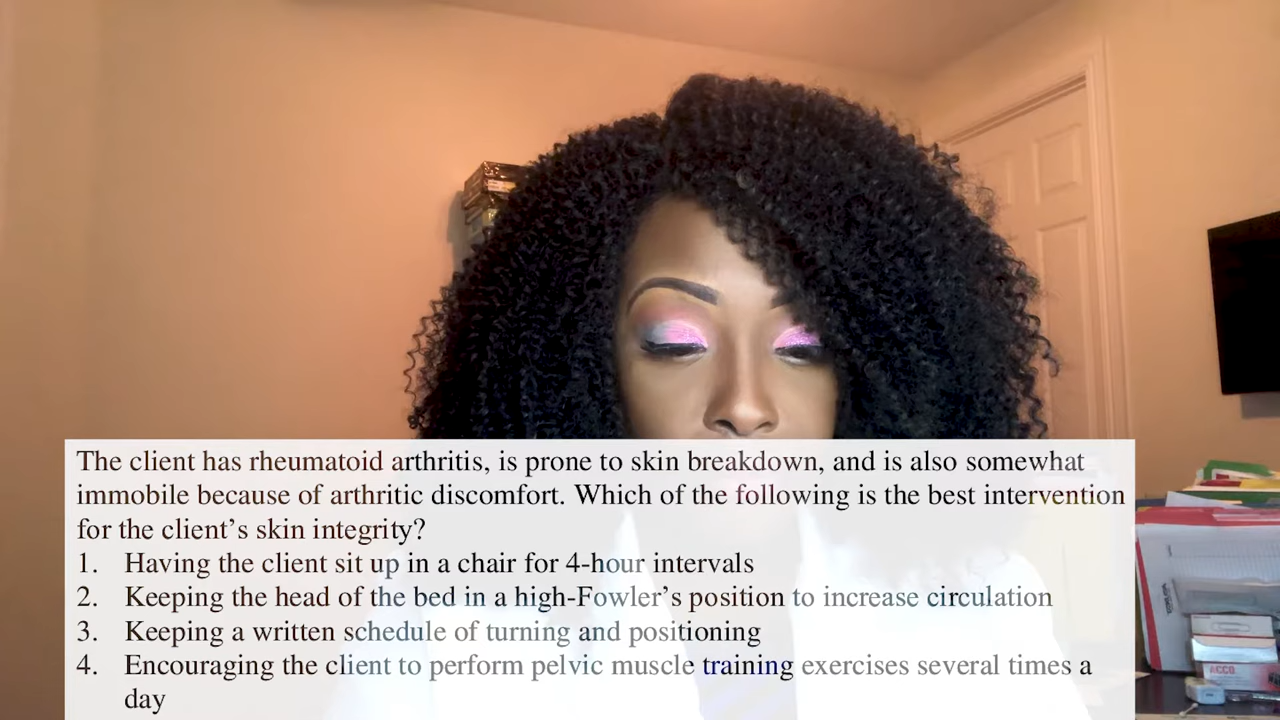 The client has rheumatoid arthritis, is prone to skin breakdown, and is also somewhat
immobile because of arthritic discomfort. Which of the following is the best intervention
for the client's skin integrity?
1. Having the client sit up in a chair for 4-hour intervals
2. Keeping the head of the bed in a high-Fowler's position to increase circulation
3. Keeping a written schedule of turning and positioning
4. Encouraging the client to perform pelvic muscle training exercises several times a
day
ACCO